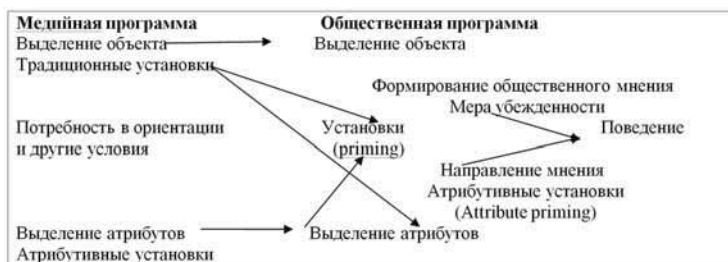 Медийная программа
Общественная программа
Выделение объекта
Выделение объекта
Традиционные установки
Формирование общественного мнения
Мера убежденности
Потребность в ориентации
Установки
Поведение
и другие условия
(priming)
Направление мнения
Атрибутивные установки
(Attribute priming)
Выделение атрибутов
Выделение атрибутов
Атрибутивные установки